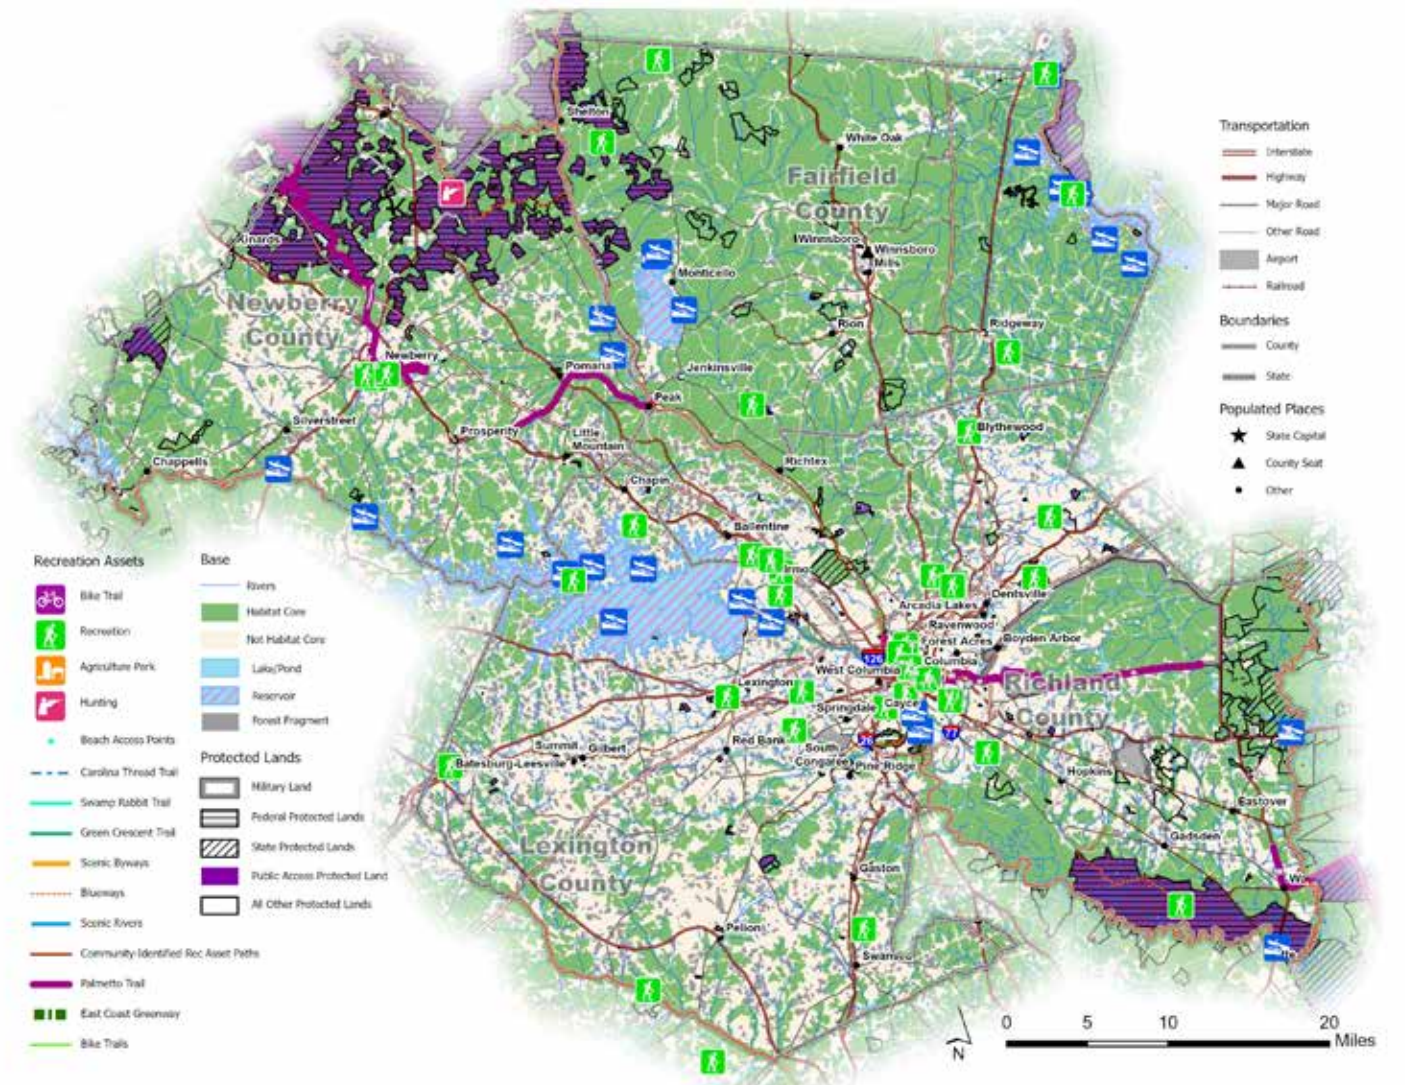 Shelton
White Oak
Fairfield
County
Kinards
Winnsboro
Winnsboro
Mills
Monticello
Newberry
County
Rion
Ridgeway
Newberry
Pomaria
Jenkinsville
Peak
Silverstreet
Prosperity
Little
Mountain
Blythewood
Chappells
Richtex
Chapin
Ballentine
Irmo
Dentsville
Arcadia Lakes
Ravenwood
Forest Acres
Boyden Arbor
126
Columbia
West Columbia
Lexington
Richland
County
Springdale
Cayce
77
Red Bank
South
Congaree
Pine Ridge
Summit
Gilbert
Batesburg-Leesville
Hopkins
Eastover
Gadsden
Lexington
County
Gaston
Pelion
Swansea
Transportation
Interstate
Highway
Major Road
Other Road
Airport
Railroad
Boundaries
County
State
Populated Places
State Capital
County Seat
Other
Recreation Assets
Bike Trail
Recreation
Agriculture Park
Hunting
Beach Access Points
Carolina Thread Trail
Swamp Rabbit Trail
Green Crescent Trail
Scenic Byways
Blueways
Scenic Rivers
Community-Identified Rec Asset Paths
Palmetto Trail
East Coast Greenway
Bike Trails
Base
Rivers
Habitat Core
Not Habitat Core
Lake/Pond
Reservoir
Forest Fragment
Protected Lands
Military Land
Federal Protected Lands
State Protected Lands
Public Access Protected Land
All Other Protected Lands
N
0 5 10 20
Miles